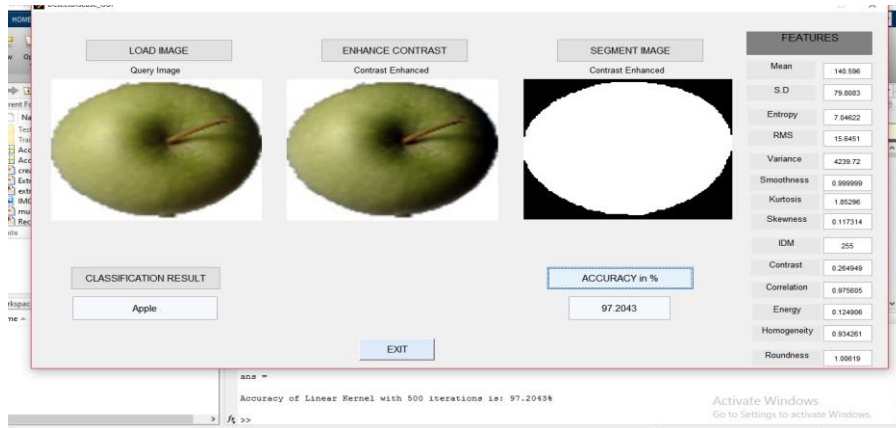 HOME
DetectDisease_GUI
LOAD IMAGE
ENHANCE CONTRAST
SEGMENT IMAGE
Query Image
Contrast Enhanced
Contrast Enhanced
FEATURES
Mean 140.596
S.D 79.8083
Entropy 7.04622
RMS 15.6451
Variance 4239.72
Smoothness 0.999999
Kurtosis 1.85296
Skewness 0.117314
IDM 255
Contrast 0.264949
Correlation 0.975605
Energy 0.124906
Homogeneity 0.934261
Roundness 1.00619
CLASSIFICATION RESULT
Apple
ACCURACY in %
97.2043
EXIT
ans =
Accuracy of Linear Kernel with 500 iterations is: 97.2043%
fx >>
Activate Windows
Go to Settings to activate Windows.